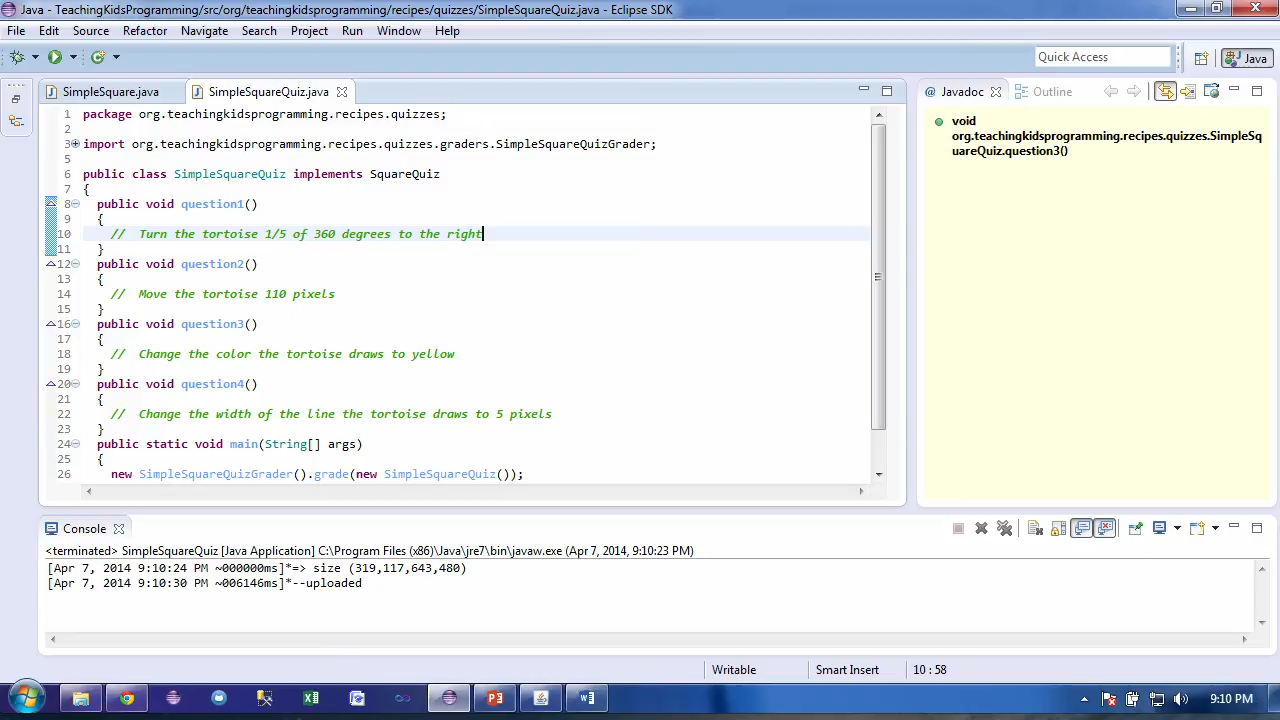 Java - TeachingKidsProgramming/src/org/teachingkidsprogramming/recipes/quizzes/SimpleSquareQuiz.java - Eclipse SDK
File Edit Source Refactor Navigate Search Project Run Window Help
Quick Access
Java
SimpleSquare.java
SimpleSquareQuiz.java
1 package org.teachingkidsprogramming.recipes.quizzes;
2
3 import org.teachingkidsprogramming.recipes.quizzes.graders.SimpleSquareQuizGrader;
5
6 public class SimpleSquareQuiz implements SquareQuiz
7 {
8 public void question1()
9 {
10 // Turn the tortoise 1/5 of 360 degrees to the right
11 }
12 public void question2()
13 {
14 // Move the tortoise 110 pixels
15 }
16 public void question3()
17 {
18 // Change the color the tortoise draws to yellow
19 }
20 public void question4()
21 {
22 // Change the width of the line the tortoise draws to 5 pixels
23 }
24 public static void main(String[] args)
25 {
26 new SimpleSquareQuizGrader().grade(new SimpleSquareQuiz());
Javadoc
Outline
void
org.teachingkidsprogramming.recipes.quizzes.SimpleSq
uareQuiz.question3()
Console
<terminated> SimpleSquareQuiz [Java Application] C:\Program Files (x86)\Java\jre7\bin\javaw.exe (Apr 7, 2014, 9:10:23 PM)
[Apr 7, 2014 9:10:24 PM ~000000ms]*=> size (319,117,643,480)
[Apr 7, 2014 9:10:30 PM ~006146ms]*--uploaded
Writable
Smart Insert
10 : 58
9:10 PM